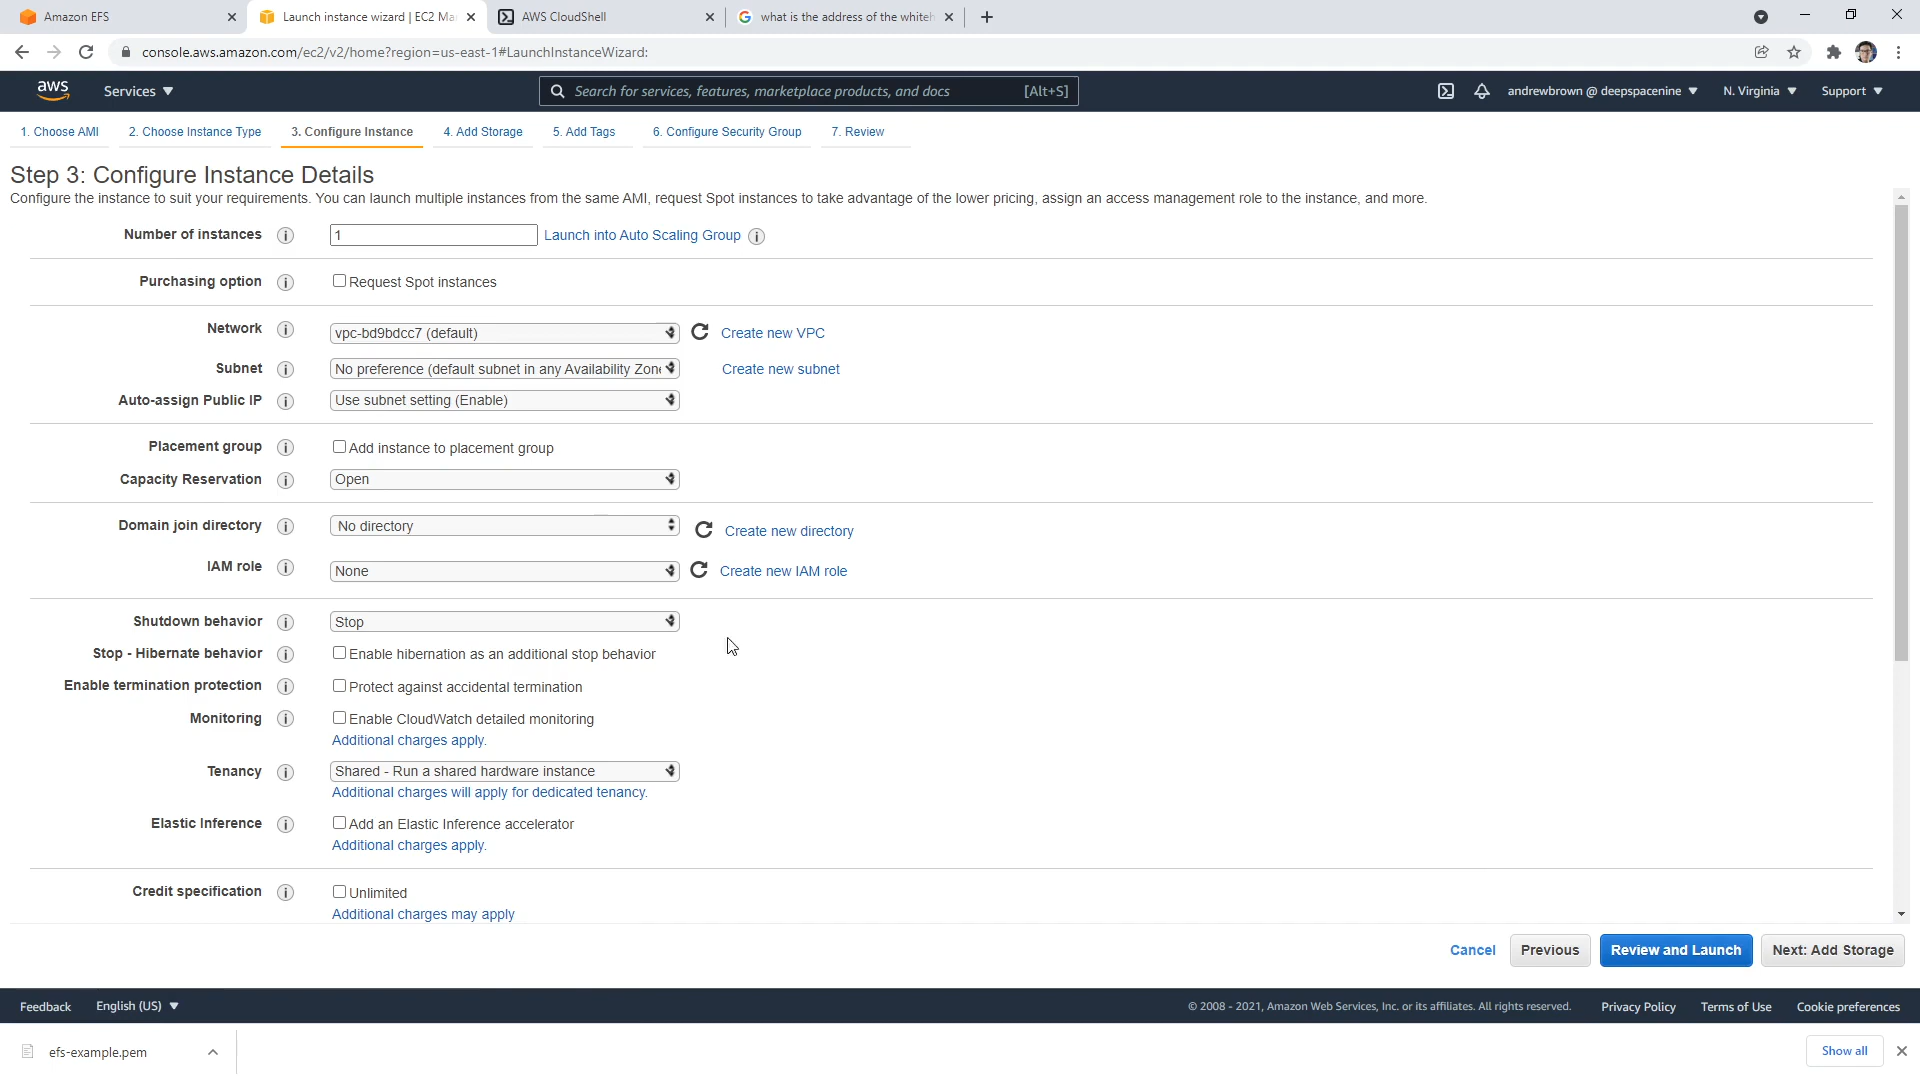 Amazon EFS
Launch instance wizard | EC2 Ma
AWS CloudShell
what is the address of the whiteh
console.aws.amazon.com/ec2/v2/home?region=us-east-1#LaunchInstanceWizard:
aws
Services
Search for services, features, marketplace products, and docs
[Alt+S]
andrewbrown @ deepspacenine
N. Virginia
Support
1. Choose AMI
2. Choose Instance Type
3. Configure Instance
4. Add Storage
5. Add Tags
6. Configure Security Group
7. Review
Step 3: Configure Instance Details
Configure the instance to suit your requirements. You can launch multiple instances from the same AMI, request Spot instances to take advantage of the lower pricing, assign an access management role to the instance, and more.
Number of instances
1
Launch into Auto Scaling Group
Purchasing option
Request Spot instances
Network
vpc-bd9bdcc7 (default)
Create new VPC
Subnet
No preference (default subnet in any Availability Zone
Create new subnet
Auto-assign Public IP
Use subnet setting (Enable)
Placement group
Add instance to placement group
Capacity Reservation
Open
Domain join directory
No directory
Create new directory
IAM role
None
Create new IAM role
Shutdown behavior
Stop
Stop - Hibernate behavior
Enable hibernation as an additional stop behavior
Enable termination protection
Protect against accidental termination
Monitoring
Enable CloudWatch detailed monitoring
Additional charges apply.
Tenancy
Shared - Run a shared hardware instance
Additional charges will apply for dedicated tenancy.
Elastic Inference
Add an Elastic Inference accelerator
Additional charges apply.
Credit specification
Unlimited
Additional charges may apply
Cancel
Previous
Review and Launch
Next: Add Storage
Feedback
English (US)
© 2008 - 2021, Amazon Web Services, Inc. or its affiliates. All rights reserved.
Privacy Policy
Terms of Use
Cookie preferences
efs-example.pem
Show all